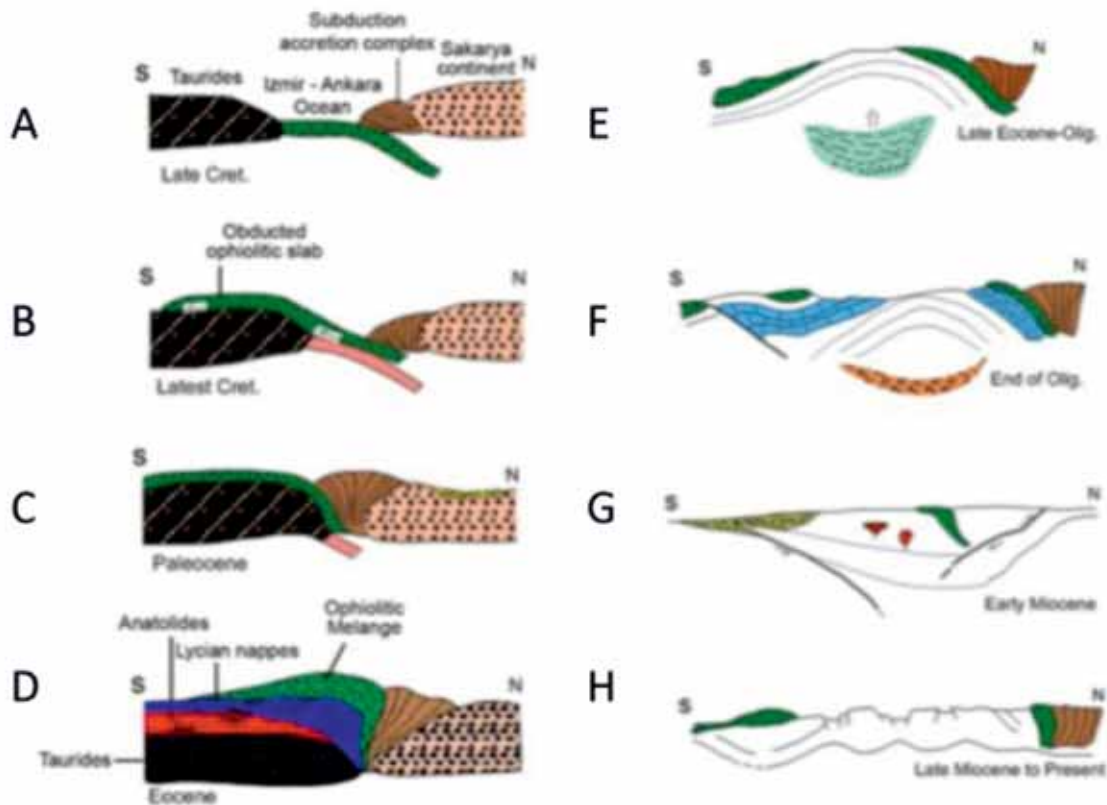 A
Subduction
accretion complex
Sakarya
continent
S
Taurides
Izmir - Ankara
Ocean
N
Late Cret.
B
Obducted
ophiolitic slab
S
N
Latest Cret.
C
S
N
Paleocene
D
Anatolides
Lycian nappes
Ophiolitic
Melange
S
N
Taurides
Eocene
E
S
N
Late Eocene-Olig.
F
S
N
End of Olig.
G
S
N
Early Miocene
H
S
N
Late Miocene to Present